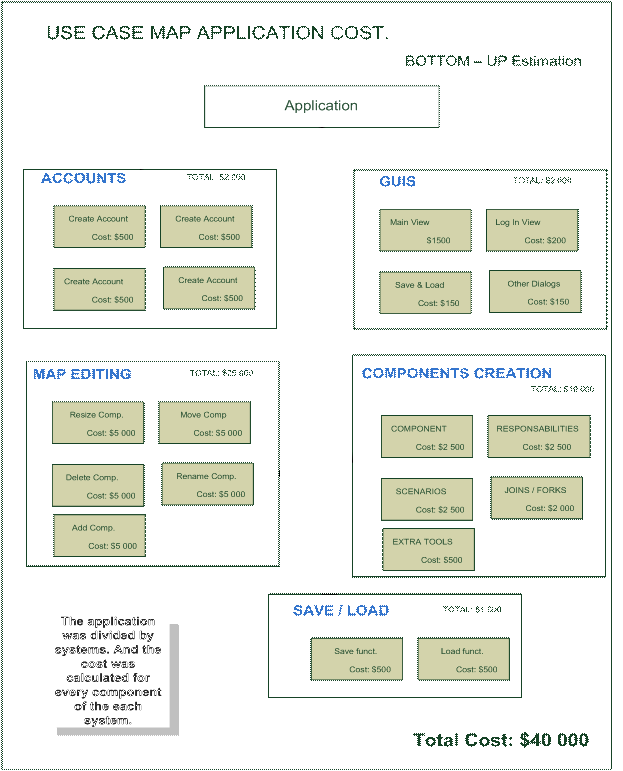 USE CASE MAP APPLICATION COST.
BOTTOM – UP Estimation
Application
ACCOUNTS
TOTAL: $2 000
Create Account
Cost: $500
Create Account
Cost: $500
Create Account
Cost: $500
Create Account
Cost: $500
GUIS
TOTAL: $2 000
Main View
$1500
Log In View
Cost: $200
Save & Load
Cost: $150
Other Dialogs
Cost: $150
MAP EDITING
TOTAL: $25 000
Resize Comp.
Cost: $5 000
Move Comp
Cost: $5 000
Delete Comp.
Cost: $5 000
Rename Comp.
Cost: $5 000
Add Comp.
Cost: $5 000
COMPONENTS CREATION
TOTAL: $10 000
COMPONENT
Cost: $2 500
RESPONSABILITIES
Cost: $2 500
SCENARIOS
Cost: $2 500
JOINS / FORKS
Cost: $2 000
EXTRA TOOLS
Cost: $500
SAVE / LOAD
TOTAL: $1 000
Save funct.
Cost: $500
Load funct.
Cost: $500
The application
was divided by
systems. And the
cost was
calculated for
every component
of the each
system.
Total Cost: $40 000